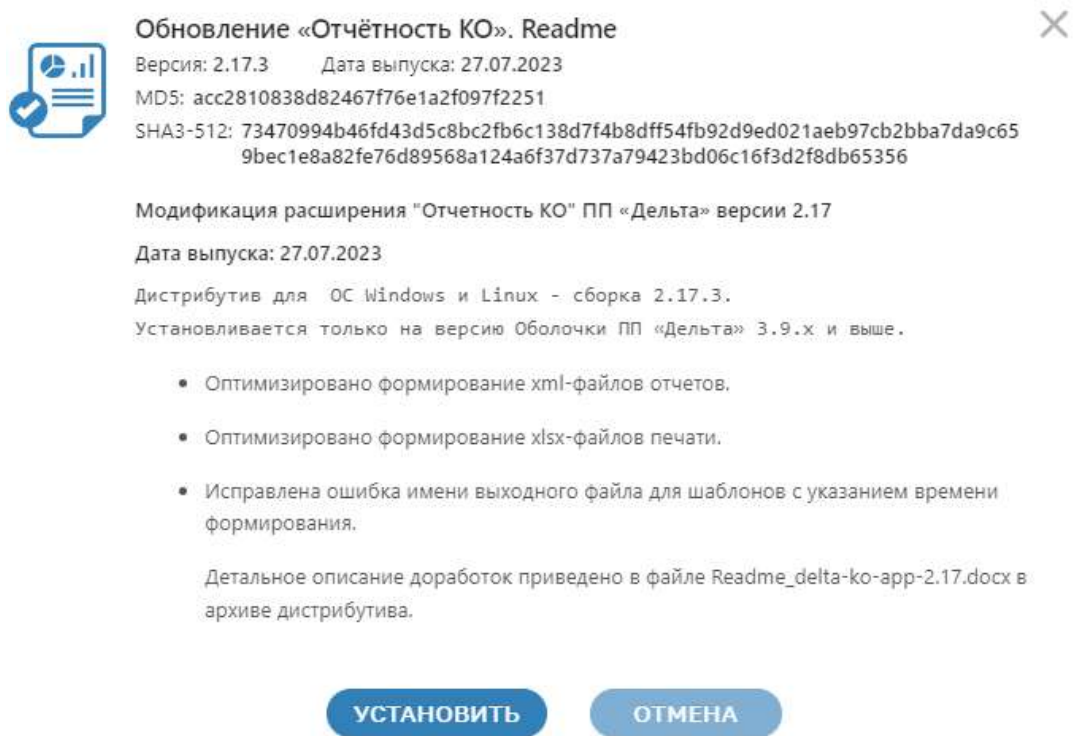 Обновление «Отчётность КО». Readme
Версия: 2.17.3 Дата выпуска: 27.07.2023
MD5: acc2810838d82467f76e1a2f097f2251
SHA3-512: 73470994b46fd43d5c8bc2fb6c138d7f4b8dff54fb92d9ed021aeb97cb2bba7da9c65
9bec1e8a82fe76d89568a124a6f37d737a79423bd06c16f3d2f8db65356
Модификация расширения "Отчетность КО" ПП «Дельта» версии 2.17
Дата выпуска: 27.07.2023
Дистрибутив для ОС Windows и Linux - сборка 2.17.3.
Установливается только на версию Оболочки ПП «Дельта» 3.9.x и выше.
• Оптимизировано формирование xml-файлов отчетов.
• Оптимизировано формирование xlsx-файлов печати.
• Исправлена ошибка имени выходного файла для шаблонов с указанием времени
формирования.
Детальное описание доработок приведено в файле Readme_delta-ko-app-2.17.docx в
архиве дистрибутива.
УСТАНОВИТЬ ОТМЕНА